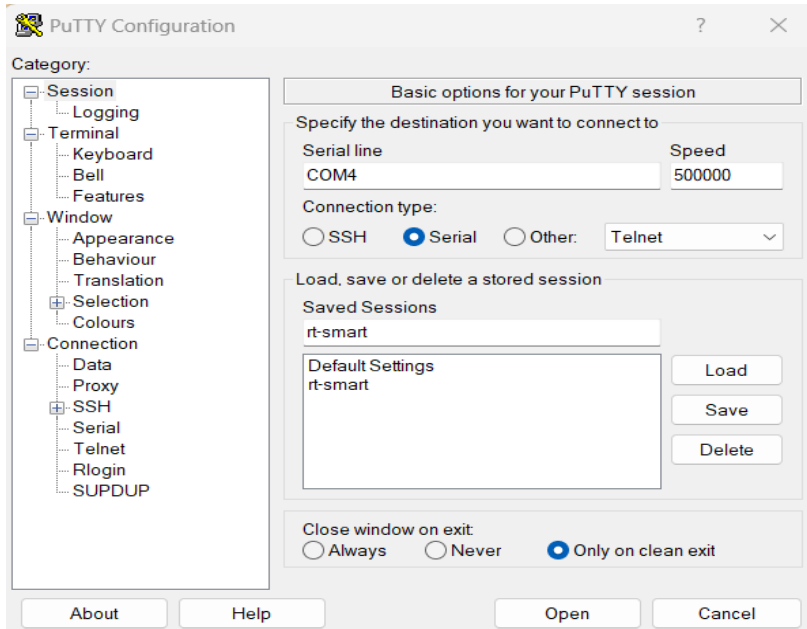 PuTTY Configuration ?
Category:
Session
Logging
Terminal
Keyboard
Bell
Features
Window
Appearance
Behaviour
Translation
Selection
Colours
Connection
Data
Proxy
SSH
Serial
Telnet
Rlogin
SUPDUP
Basic options for your PuTTY session
Specify the destination you want to connect to
Serial line Speed
COM4 500000
Connection type:
SSH Serial Other: Telnet
Load, save or delete a stored session
Saved Sessions
rt-smart
Default Settings
rt-smart
Load
Save
Delete
Close window on exit:
Always Never Only on clean exit
About Help Open Cancel